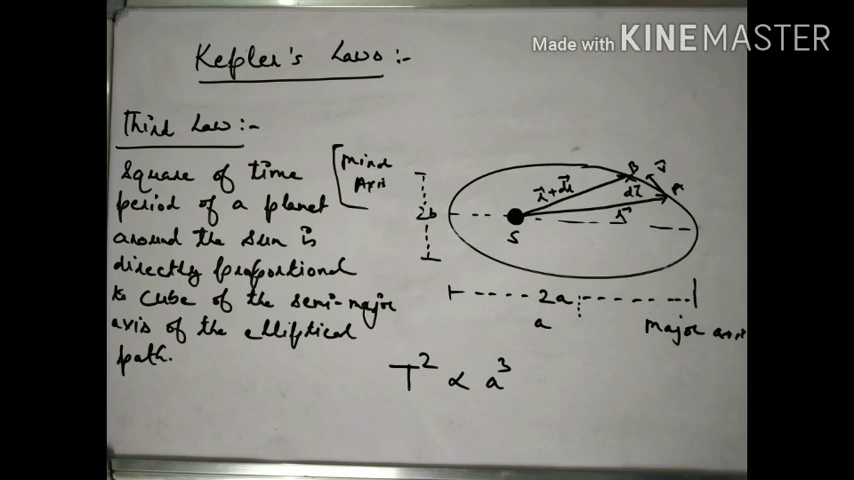 Made with KINEMASTER
Kepler's Laws :-
Third Law :-
Square of time
period of a planet
around the sun is
directly proportional
to cube of the semi-major
axis of the elliptical
path.
Axis
2b
S
B
A
2a
a
Major axis
T² ∝ a³